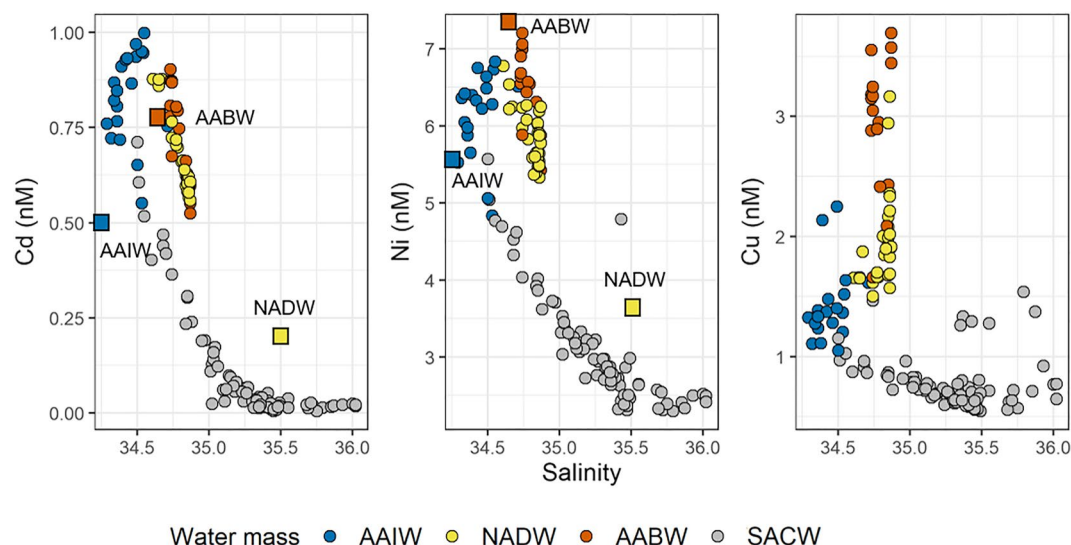 Cd (nM)
1.00
0.75
0.50
0.25
0.00
34.5 35.0 35.5 36.0
AABW
AAIW
NADW
Ni (nM)
7
6
5
4
3
34.5 35.0 35.5 36.0
AABW
AAIW
NADW
Cu (nM)
3
2
1
34.5 35.0 35.5 36.0
Salinity
Water mass AAIW NADW AABW SACW